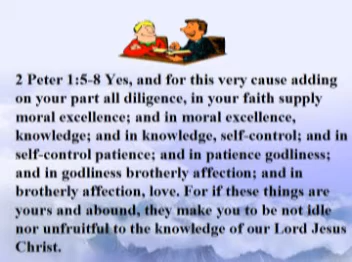 2 Peter 1:5-8 Yes, and for this very cause adding
on your part all diligence, in your faith supply
moral excellence; and in moral excellence,
knowledge; and in knowledge, self-control; and in
self-control patience; and in patience godliness;
and in godliness brotherly affection; and in
brotherly affection, love. For if these things are
yours and abound, they make you to be not idle
nor unfruitful to the knowledge of our Lord Jesus
Christ.